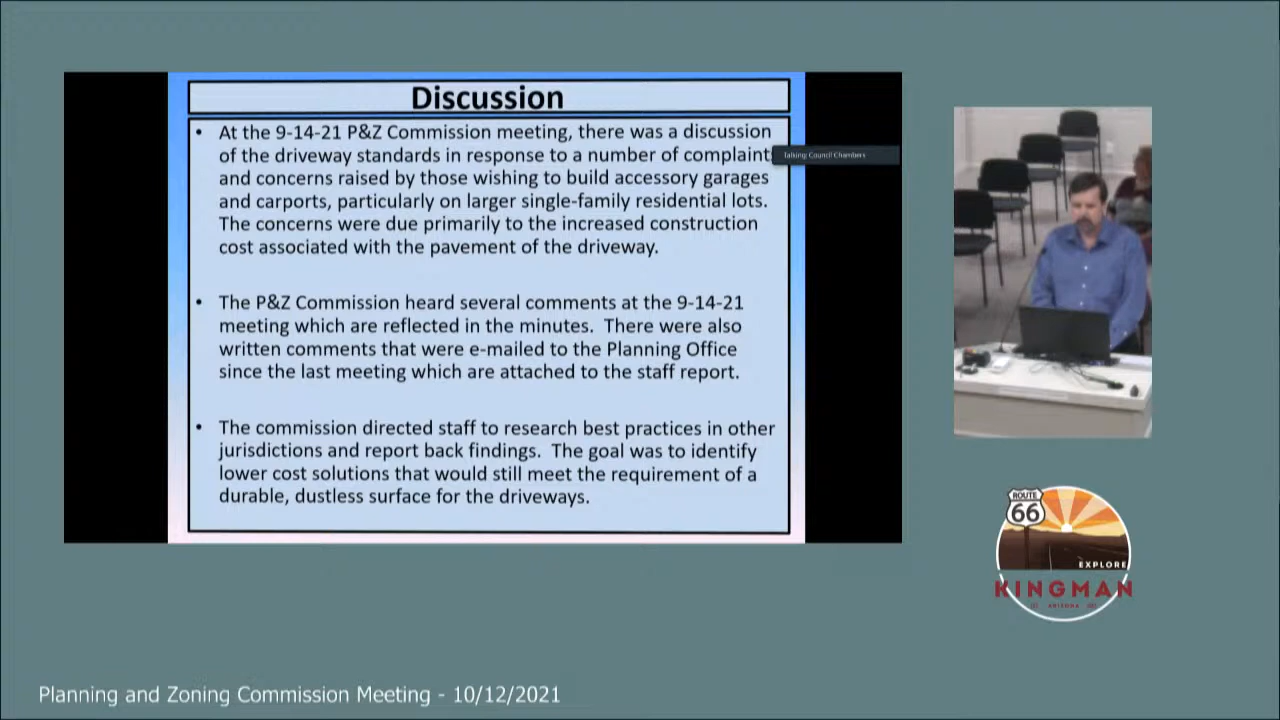 Discussion
• At the 9-14-21 P&Z Commission meeting, there was a discussion
of the driveway standards in response to a number of complaint
and concerns raised by those wishing to build accessory garages
and carports, particularly on larger single-family residential lots.
The concerns were due primarily to the increased construction
cost associated with the pavement of the driveway.
• The P&Z Commission heard several comments at the 9-14-21
meeting which are reflected in the minutes.  There were also
written comments that were e-mailed to the Planning Office
since the last meeting which are attached to the staff report.
• The commission directed staff to research best practices in other
jurisdictions and report back findings.  The goal was to identify
lower cost solutions that would still meet the requirement of a
durable, dustless surface for the driveways.
Talking: Council Chambers
ROUTE
66
EXPLORE
KINGMAN
ARIZONA
Planning and Zoning Commission Meeting - 10/12/2021